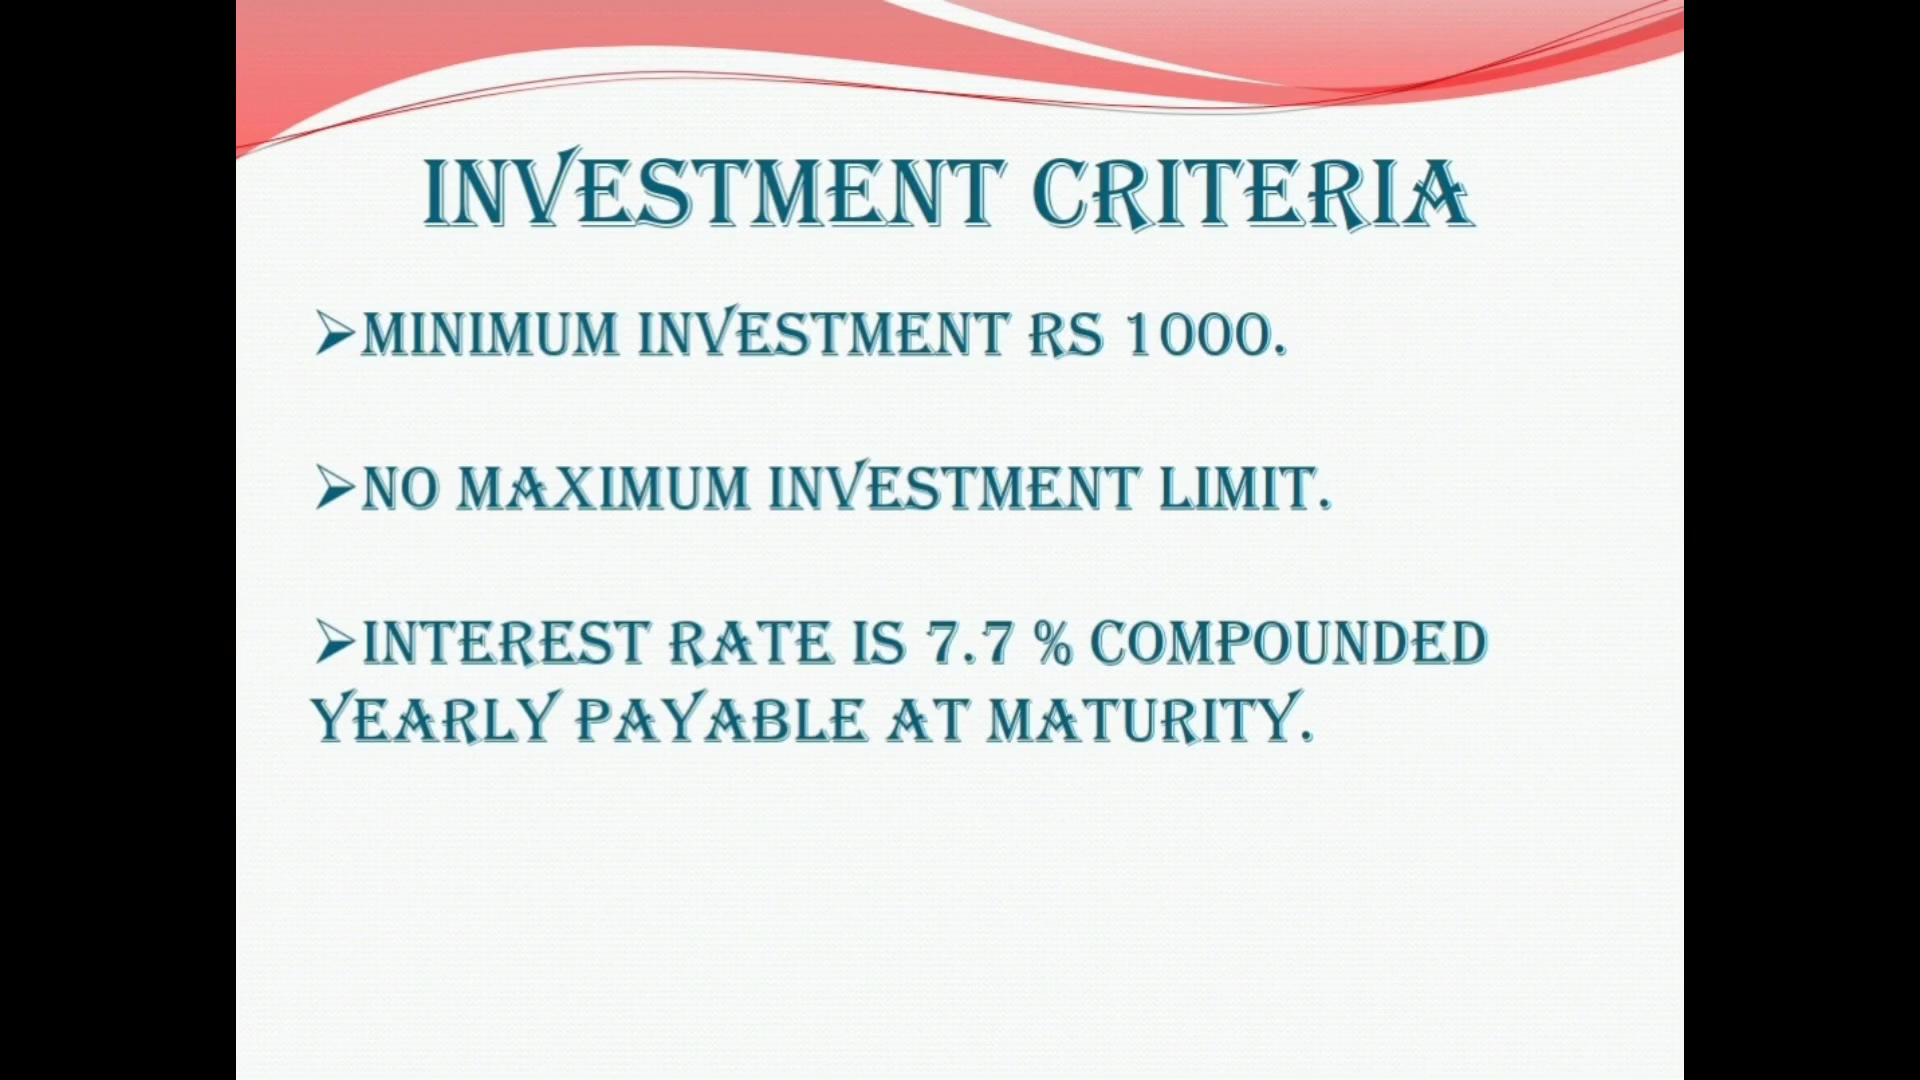 INVESTMENT CRITERIA
➢MINIMUM INVESTMENT RS 1000.
➢NO MAXIMUM INVESTMENT LIMIT.
➢INTEREST RATE IS 7.7 % COMPOUNDED
YEARLY PAYABLE AT MATURITY.